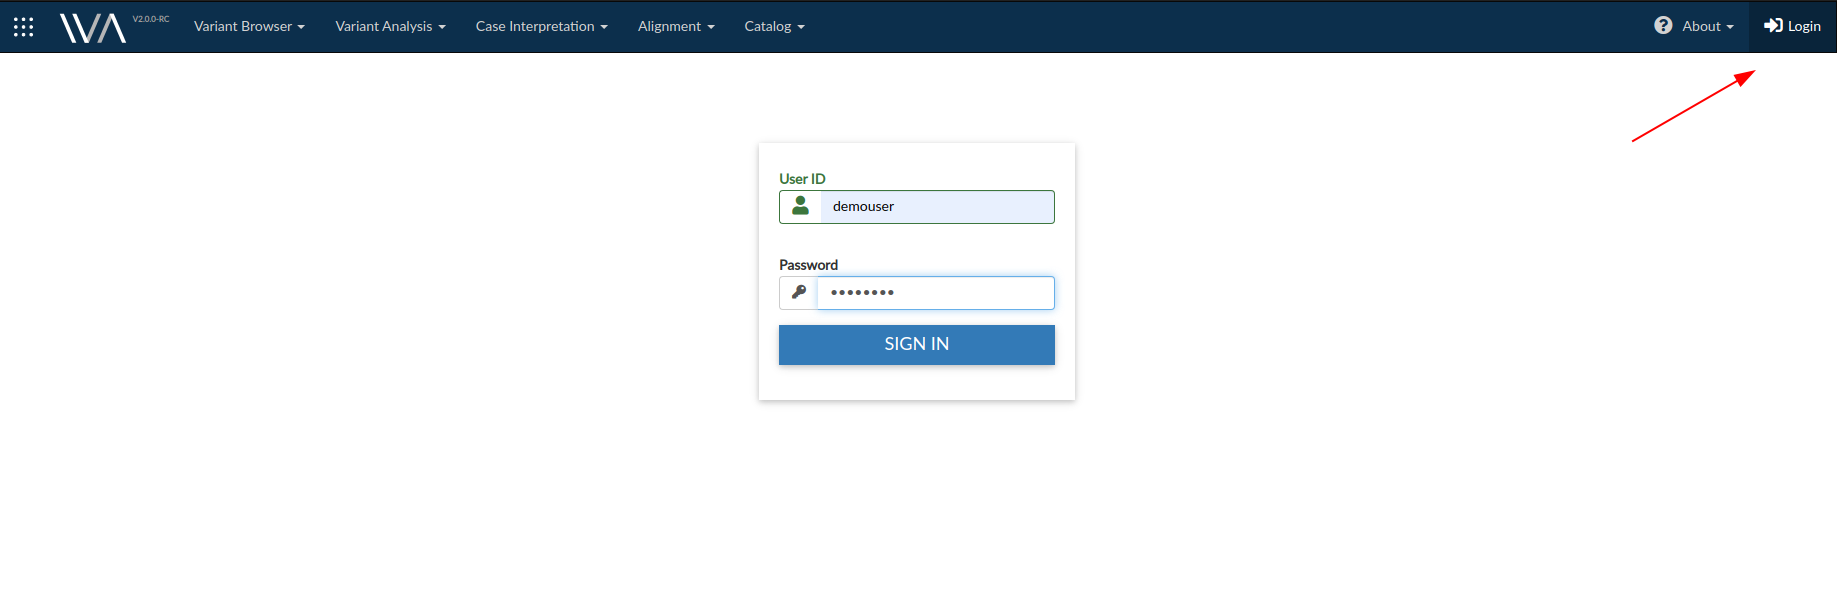 IVA V2.0.0-RC Variant Browser Variant Analysis Case Interpretation Alignment Catalog ? About Login
User ID
demouser
Password
••••••••
SIGN IN